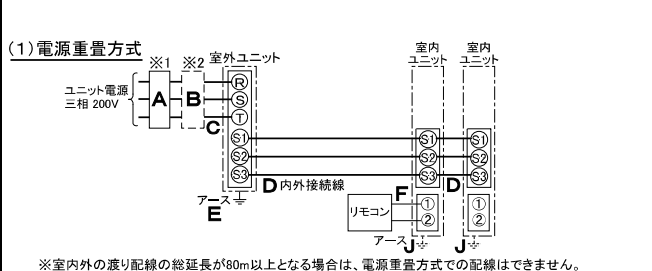 (1)電源重畳方式
※1 ※2 室外ユニット 室内ユニット 室内ユニット
ユニット電源
三相 200V
A B
R
S
T
C
S1 S1 S1
S2 S2 S2
S3 S3 S3
D 内外接続線 F D
アース
E
リモコン
① ①
② ②
アース J J
※室内外の渡り配線の総延長が80m以上となる場合は、電源重畳方式での配線はできません。